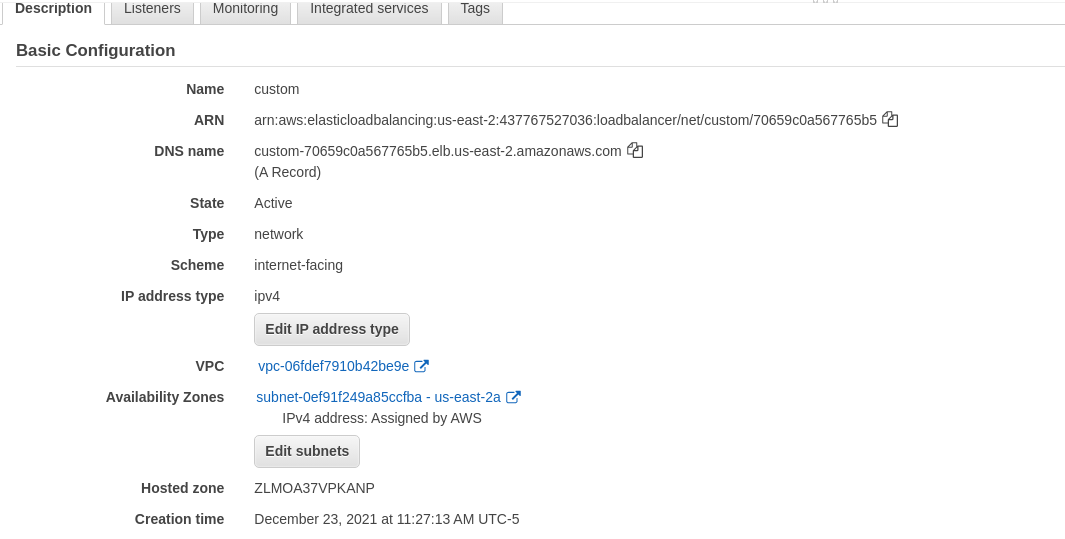 Description Listeners Monitoring Integrated services Tags
Basic Configuration
Name custom
ARN arn:aws:elasticloadbalancing:us-east-2:437767527036:loadbalancer/net/custom/70659c0a567765b5
DNS name custom-70659c0a567765b5.elb.us-east-2.amazonaws.com
(A Record)
State Active
Type network
Scheme internet-facing
IP address type ipv4
Edit IP address type
VPC vpc-06fdef7910b42be9e
Availability Zones subnet-0ef91f249a85ccfba - us-east-2a
IPv4 address: Assigned by AWS
Edit subnets
Hosted zone ZLMOA37VPKANP
Creation time December 23, 2021 at 11:27:13 AM UTC-5